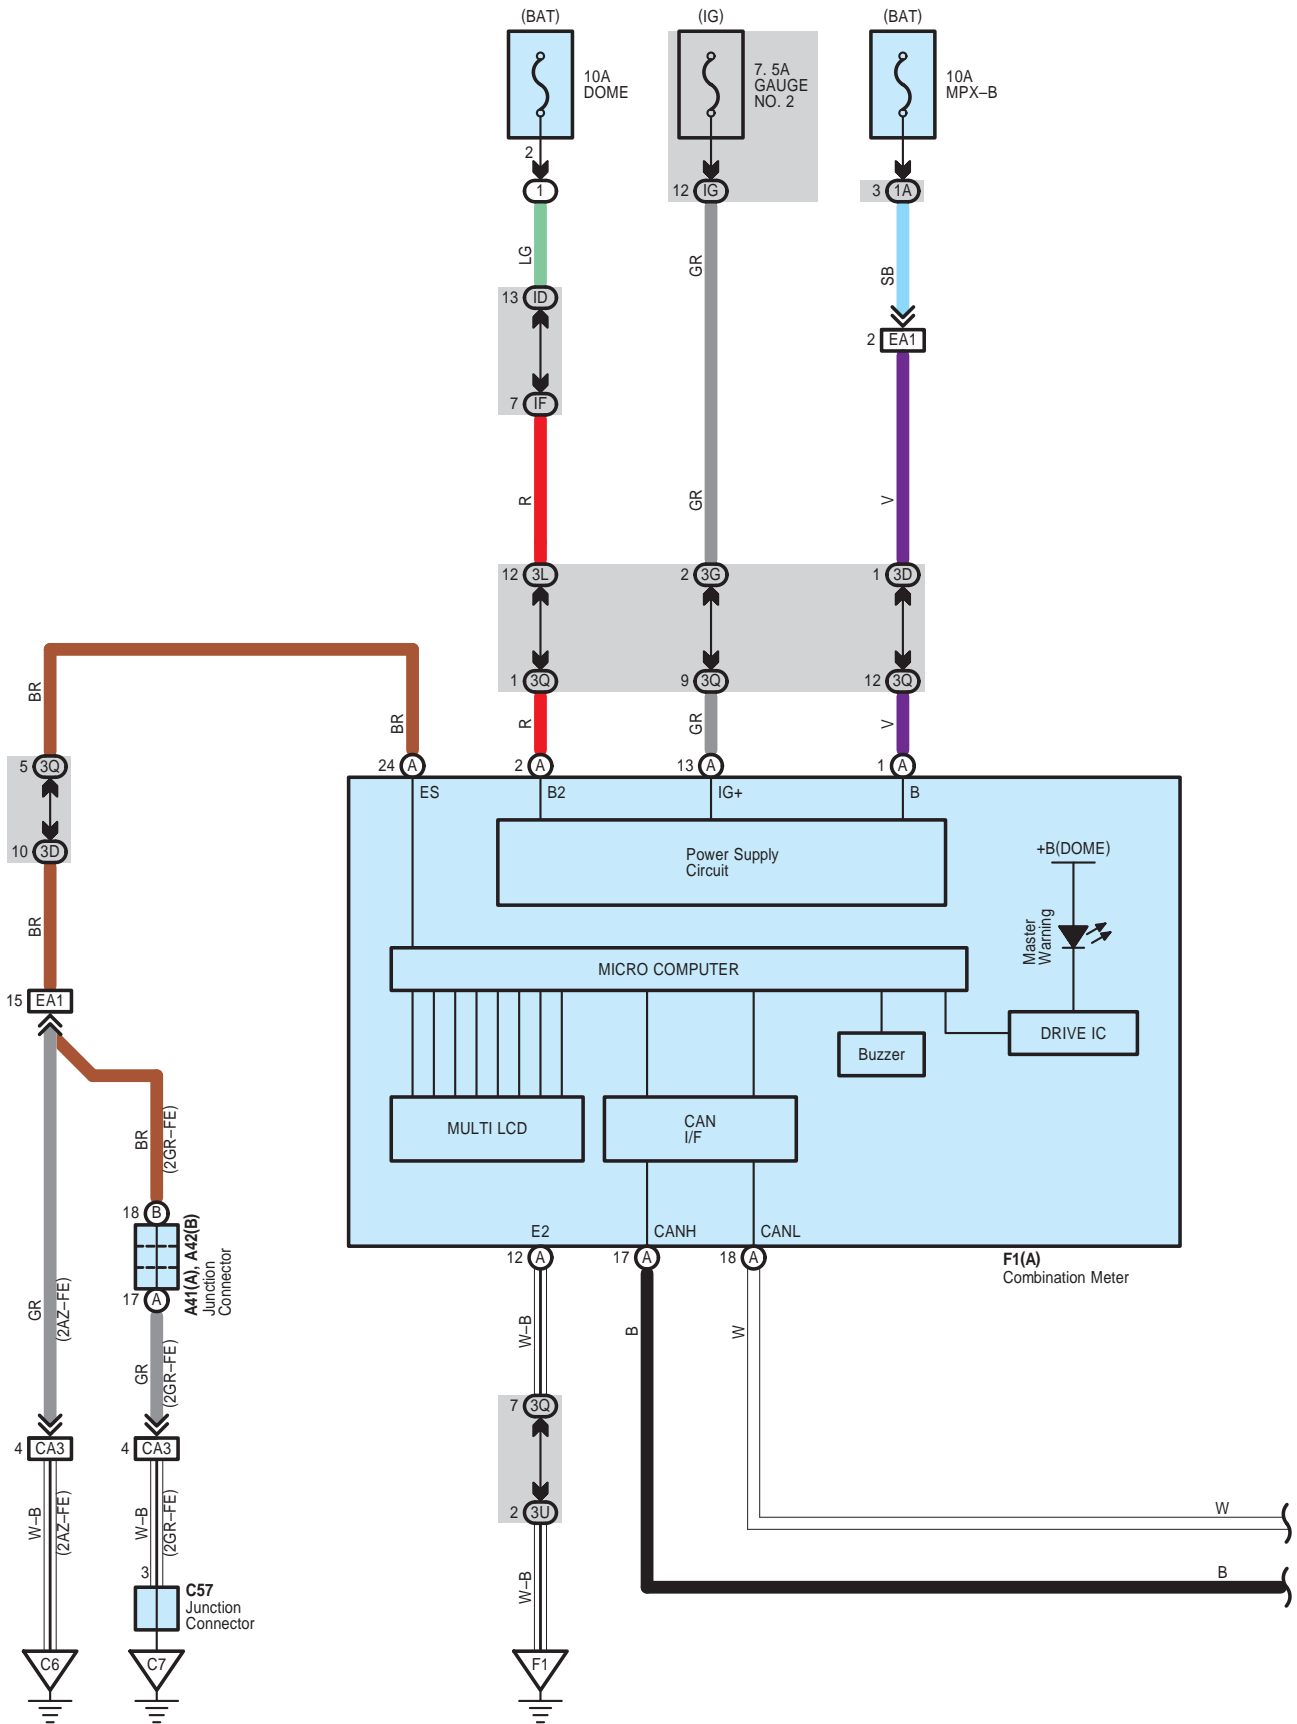 (BAT)
(IG)
(BAT)
10A
DOME
7. 5A
GAUGE
NO. 2
10A
MPX–B
2
1
12 IG
3 1A
LG
GR
SB
13 ID
2 EA1
7 IF
R
GR
V
12 3L
2 3G
1 3D
1 3Q
9 3Q
12 3Q
BR
BR
R
GR
V
5 3Q
24 A
2 A
13 A
1 A
ES
B2
IG+
B
10 3D
Power Supply
Circuit
+B(DOME)
BR
Master
Warning
MICRO COMPUTER
15 EA1
DRIVE IC
Buzzer
BR
(2GR–FE)
MULTI LCD
CAN
I/F
18 B
E2
CANH
CANL
A41(A), A42(B)
Junction
Connector
12 A
17 A
18 A
F1(A)
Combination Meter
17 A
GR
(2AZ–FE)
GR
(2GR–FE)
W–B
B
W
7 3Q
4 CA3
4 CA3
W–B
(2AZ–FE)
W–B
(2GR–FE)
2 3U
W
3
C57
Junction
Connector
W–B
B
C6
C7
F1